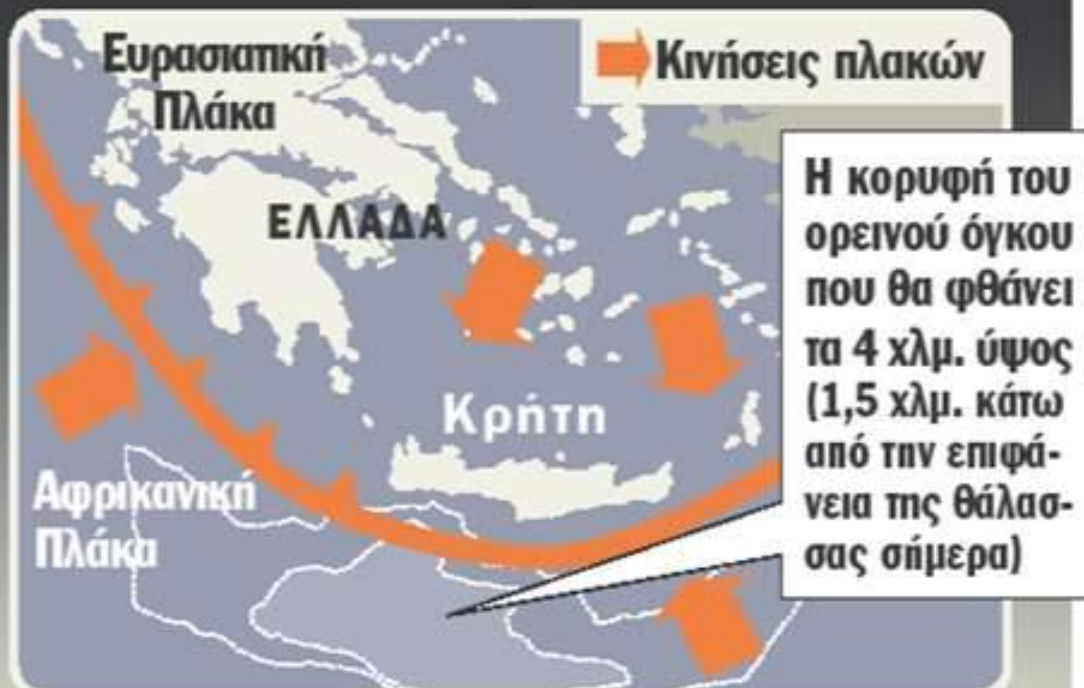 Ευρασιατική
Πλάκα
Κινήσεις πλακών
ΕΛΛΑΔΑ
Η κορυφή του
ορεινού όγκου
που θα φθάνει
τα 4 χλμ. ύψος
(1,5 χλμ. κάτω
από την επιφά-
νεια της θάλασ-
σας σήμερα)
Κρήτη
Αφρικανική
Πλάκα